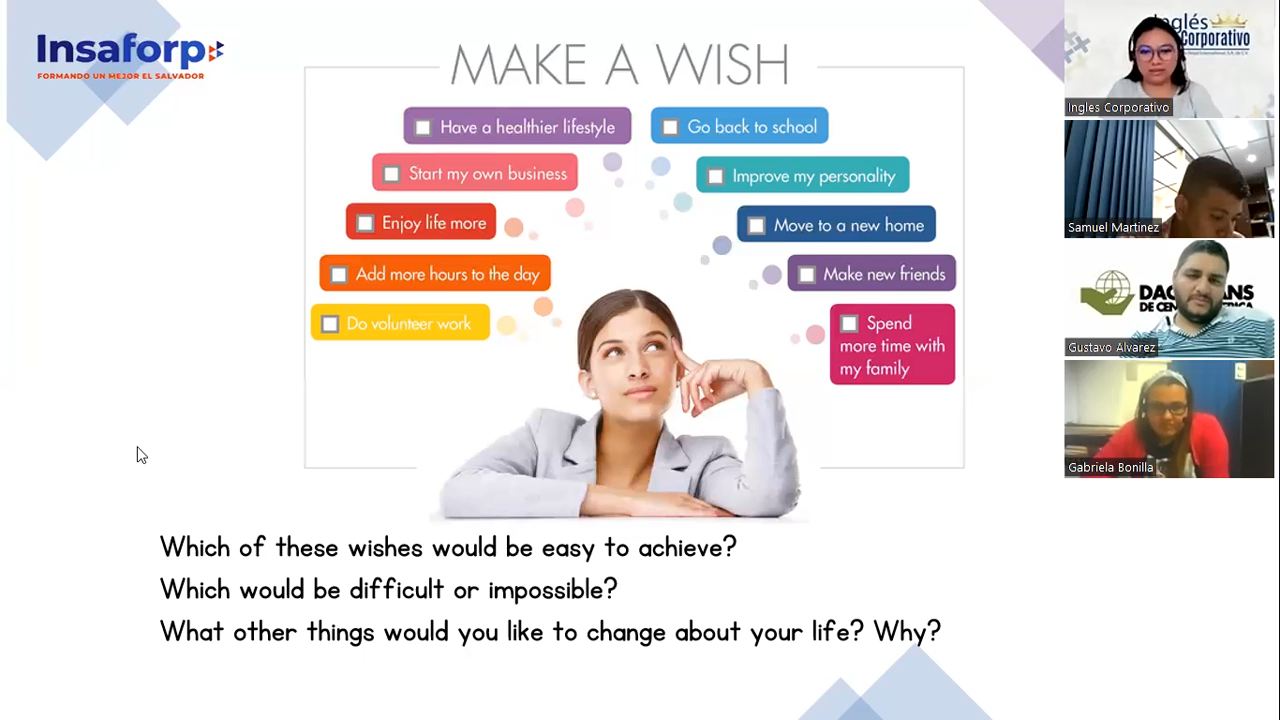 Insaforp
FORMANDO UN MEJOR EL SALVADOR
MAKE A WISH
Have a healthier lifestyle
Start my own business
Enjoy life more
Add more hours to the day
Do volunteer work
Go back to school
Improve my personality
Move to a new home
Make new friends
Spend
more time with
my family
Which of these wishes would be easy to achieve?
Which would be difficult or impossible?
What other things would you like to change about your life? Why?
Inglés
Corporativo
Ingles Corporativo
Samuel Martinez
DE CEN
Gustavo Alvarez
Gabriela Bonilla